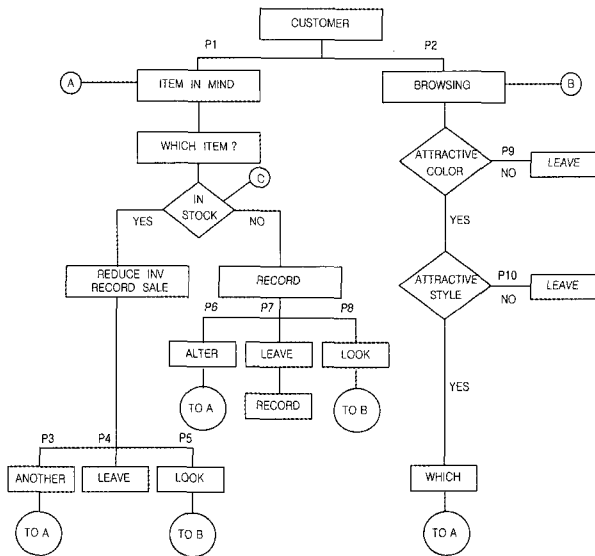 CUSTOMER
P1
P2
A
ITEM IN MIND
BROWSING
B
WHICH ITEM ?
C
IN
STOCK
YES
NO
ATTRACTIVE
COLOR
P9
NO
LEAVE
YES
REDUCE INV
RECORD SALE
RECORD
ATTRACTIVE
STYLE
P10
NO
LEAVE
P6
P7
P8
ALTER
LEAVE
LOOK
TO A
RECORD
TO B
YES
P3
P4
P5
ANOTHER
LEAVE
LOOK
WHICH
TO A
TO B
TO A